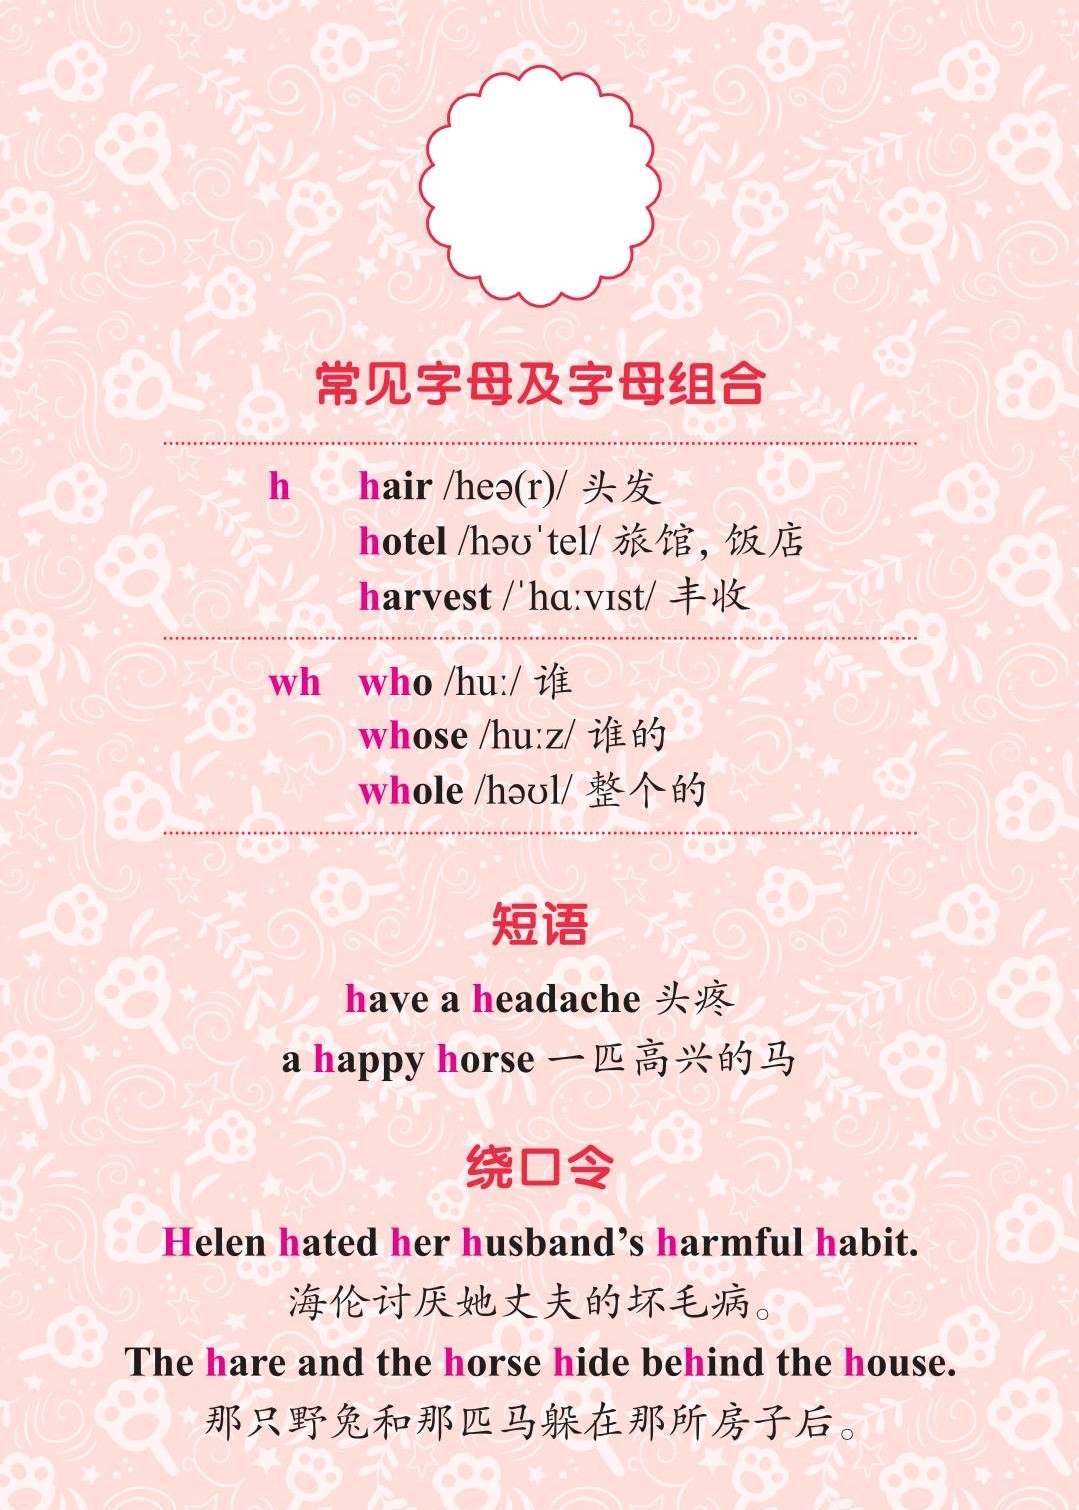 常见字母及字母组合
h hair /heə(r)/ 头发
hotel /həʊˈtel/ 旅馆，饭店
harvest /ˈhɑːvɪst/ 丰收
wh who /huː/ 谁
whose /huːz/ 谁的
whole /həʊl/ 整个的
短语
have a headache 头疼
a happy horse 一匹高兴的马
绕口令
Helen hated her husband’s harmful habit.
海伦讨厌她丈夫的坏毛病。
The hare and the horse hide behind the house.
那只野兔和那匹马躲在那所房子后。